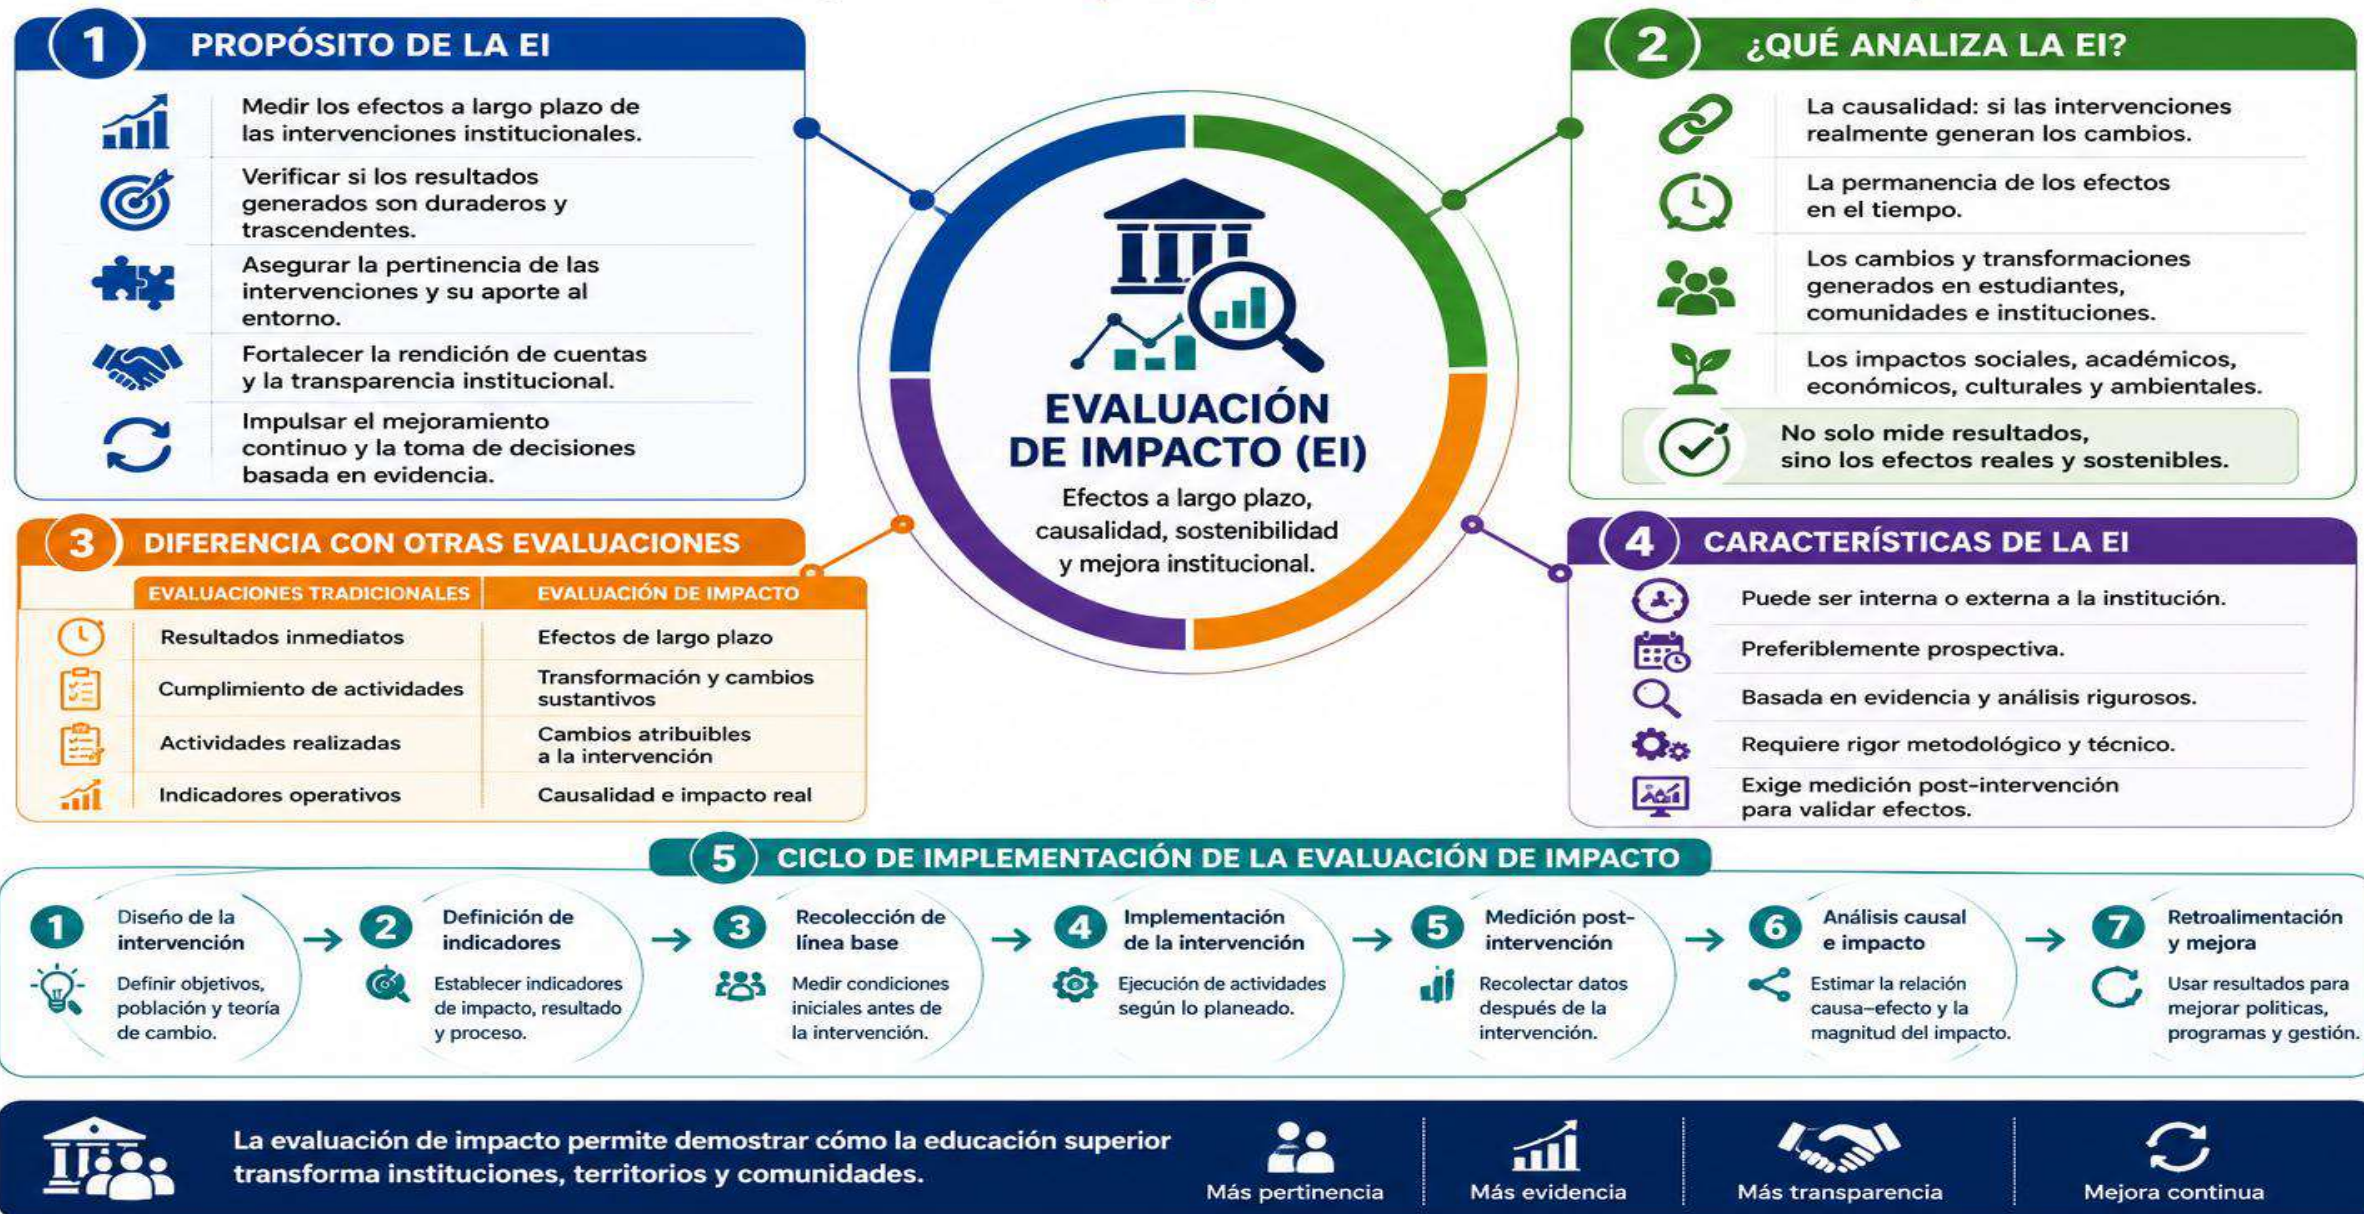 1 PROPÓSITO DE LA EI
Medir los efectos a largo plazo de
las intervenciones institucionales.
Verificar si los resultados
generados son duraderos y
trascendentes.
Asegurar la pertinencia de las
intervenciones y su aporte al
entorno.
Fortalecer la rendición de cuentas
y la transparencia institucional.
Impulsar el mejoramiento
continuo y la toma de decisiones
basada en evidencia.
2 ¿QUÉ ANALIZA LA EI?
La causalidad: si las intervenciones
realmente generan los cambios.
La permanencia de los efectos
en el tiempo.
Los cambios y transformaciones
generados en estudiantes,
comunidades e instituciones.
Los impactos sociales, académicos,
económicos, culturales y ambientales.
No solo mide resultados,
sino los efectos reales y sostenibles.
EVALUACIÓN
DE IMPACTO (EI)
Efectos a largo plazo,
causalidad, sostenibilidad
y mejora institucional.
3 DIFERENCIA CON OTRAS EVALUACIONES
EVALUACIONES TRADICIONALES EVALUACIÓN DE IMPACTO
Resultados inmediatos Efectos de largo plazo
Cumplimiento de actividades Transformación y cambios
sustantivos
Actividades realizadas Cambios atribuibles
a la intervención
Indicadores operativos Causalidad e impacto real
4 CARACTERÍSTICAS DE LA EI
Puede ser interna o externa a la institución.
Preferiblemente prospectiva.
Basada en evidencia y análisis rigurosos.
Requiere rigor metodológico y técnico.
Exige medición post-intervención
para validar efectos.
5 CICLO DE IMPLEMENTACIÓN DE LA EVALUACIÓN DE IMPACTO
1 Diseño de la
intervención
Definir objetivos,
población y teoría
de cambio.
2 Definición de
indicadores
Establecer indicadores
de impacto, resultado
y proceso.
3 Recolección de
línea base
Medir condiciones
iniciales antes de
la intervención.
4 Implementación
de la intervención
Ejecución de actividades
según lo planeado.
5 Medición post-
intervención
Recolectar datos
después de la
intervención.
6 Análisis causal
e impacto
Estimar la relación
causa-efecto y la
magnitud del impacto.
7 Retroalimentación
y mejora
Usar resultados para
mejorar políticas,
programas y gestión.
La evaluación de impacto permite demostrar cómo la educación superior
transforma instituciones, territorios y comunidades.
Más pertinencia
Más evidencia
Más transparencia
Mejora continua